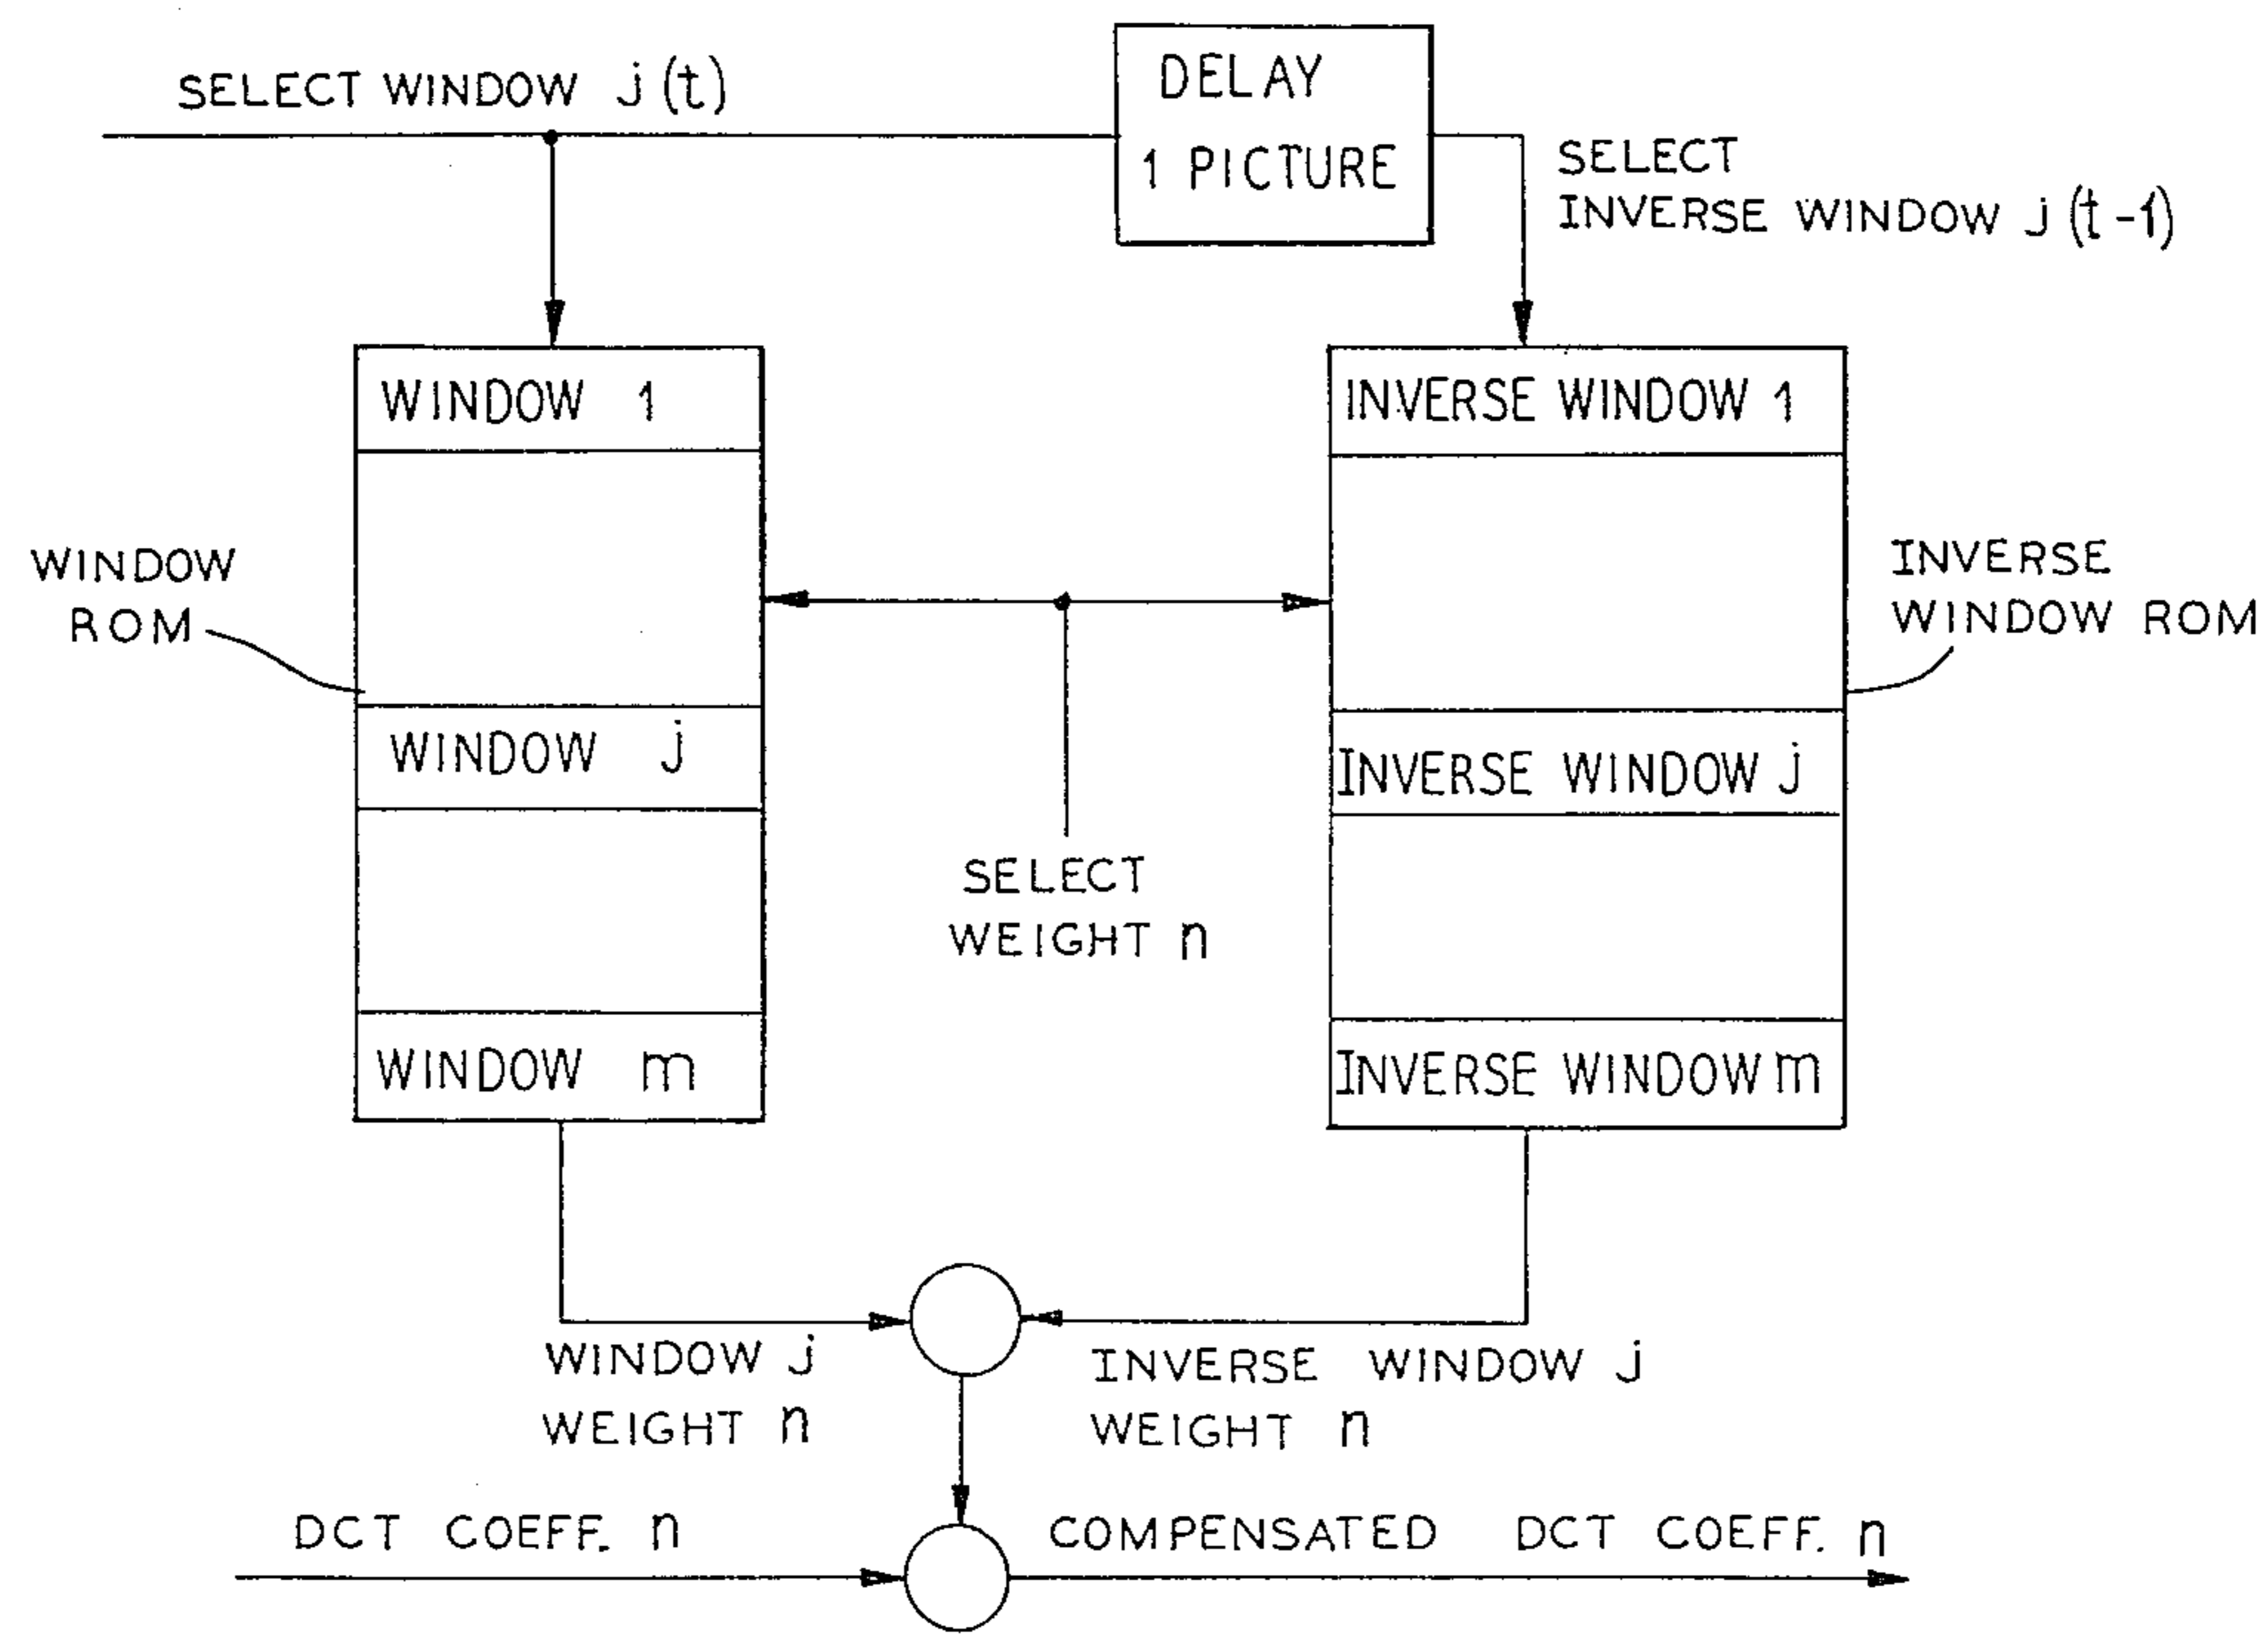 SELECT WINDOW j(t)
DELAY
1 PICTURE
SELECT
INVERSE WINDOW j(t-1)
WINDOW 1
INVERSE WINDOW 1
WINDOW
ROM
INVERSE
WINDOW ROM
WINDOW j
INVERSE WINDOW j
SELECT
WEIGHT n
WINDOW m
INVERSE WINDOW m
WINDOW j
WEIGHT n
INVERSE WINDOW j
WEIGHT n
DCT COEFF. n
COMPENSATED DCT COEFF. n